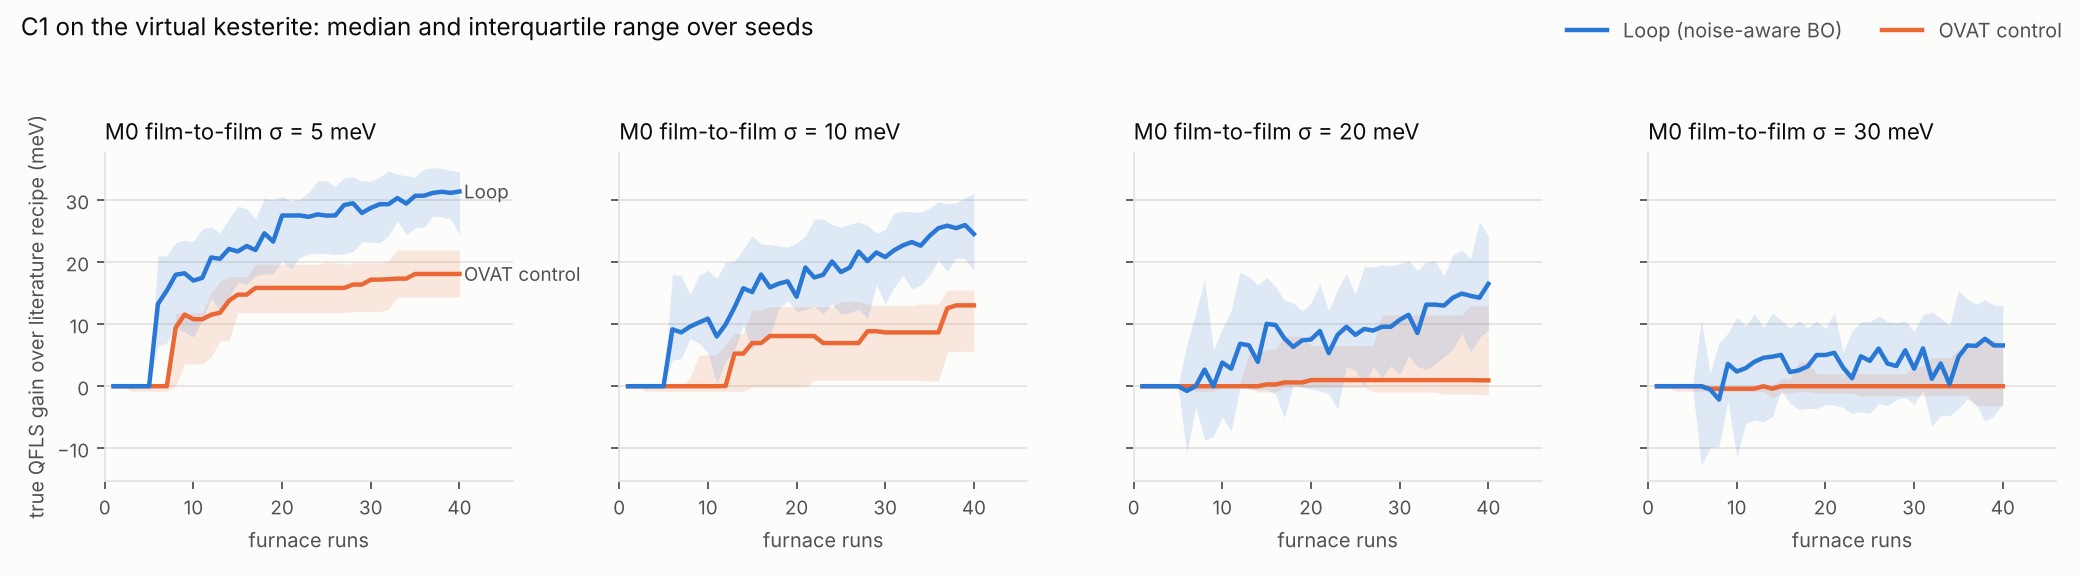 C1 on the virtual kesterite: median and interquartile range over seeds
Loop (noise-aware BO)
OVAT control
true QFLS gain over literature recipe (meV)
M0 film-to-film σ = 5 meV
30
20
10
0
−10
Loop
OVAT control
0 10 20 30 40
furnace runs
M0 film-to-film σ = 10 meV
0 10 20 30 40
furnace runs
M0 film-to-film σ = 20 meV
0 10 20 30 40
furnace runs
M0 film-to-film σ = 30 meV
0 10 20 30 40
furnace runs